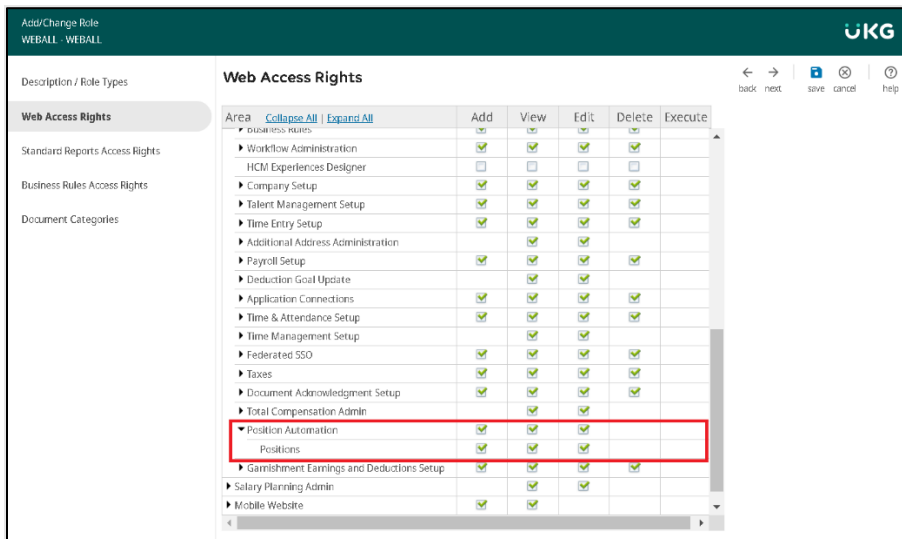 Add/Change Role
WEBALL - WEBALL
UKG
Description / Role Types
Web Access Rights
Standard Reports Access Rights
Business Rules Access Rights
Document Categories
Web Access Rights
back next save cancel help
Area Collapse All | Expand All Add View Edit Delete Execute
Business Rules
Workflow Administration
HCM Experiences Designer
Company Setup
Talent Management Setup
Time Entry Setup
Additional Address Administration
Payroll Setup
Deduction Goal Update
Application Connections
Time & Attendance Setup
Time Management Setup
Federated SSO
Taxes
Document Acknowledgment Setup
Total Compensation Admin
Position Automation
Positions
Garnishment Earnings and Deductions Setup
Salary Planning Admin
Mobile Website